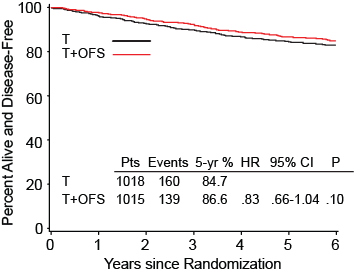 100
80
60
40
20
0
Percent Alive and Disease-Free
T
T+OFS
Pts Events 5-yr % HR 95% CI P
T 1018 160 84.7
T+OFS 1015 139 86.6 .83 .66-1.04 .10
0 1 2 3 4 5 6
Years since Randomization